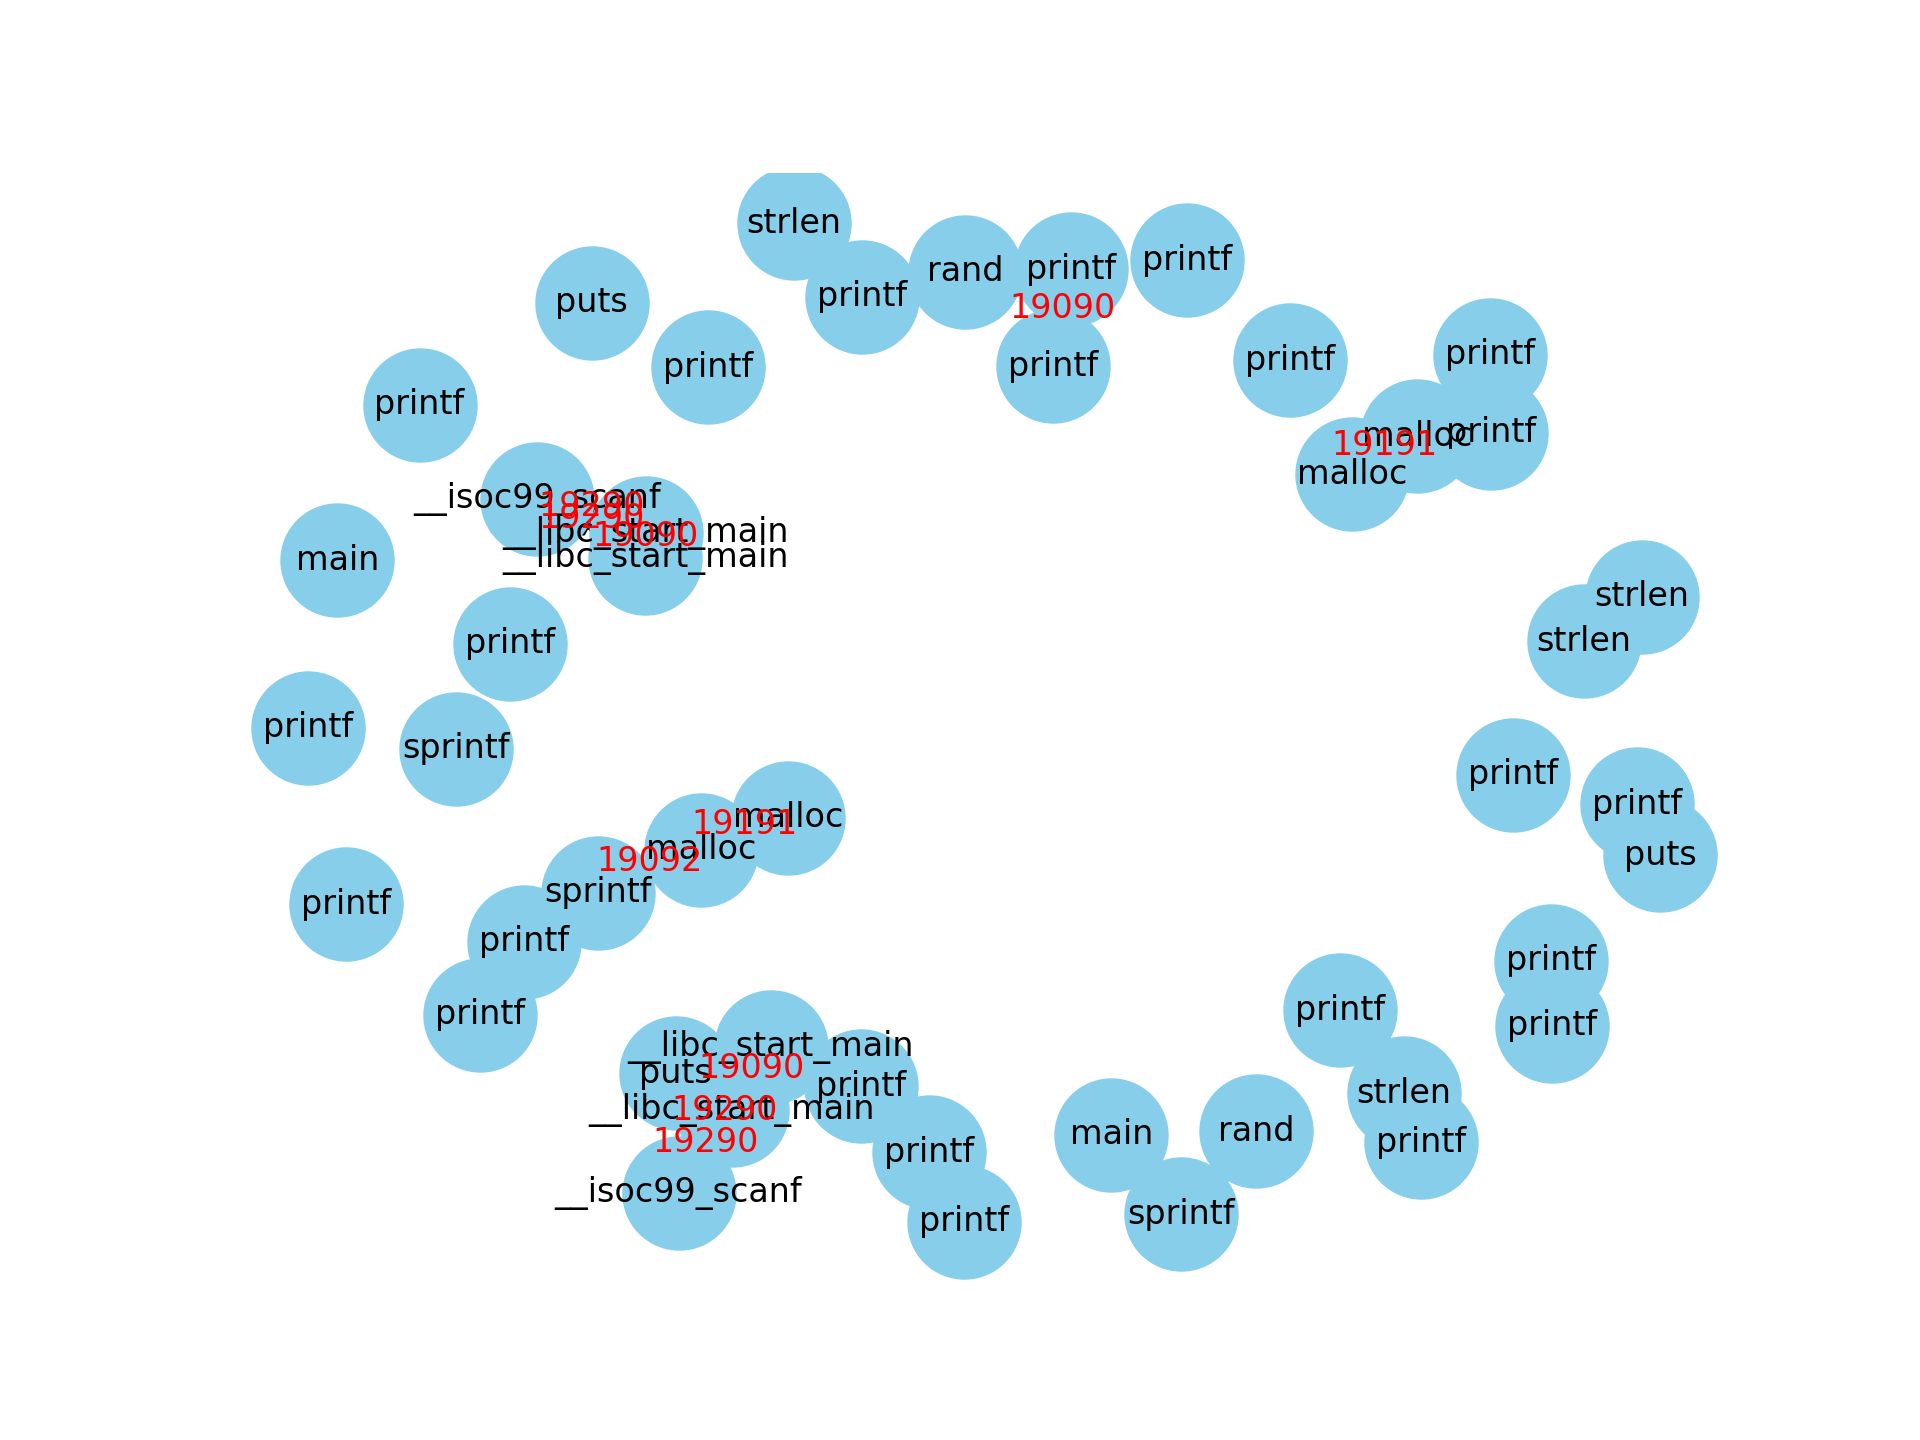 strlen
printf
rand
printf
printf
puts
19090
printf
printf
printf
printf
printf
printf
malloc
printf
19191
malloc
__isoc99_scanf
19290
19290
__libc_start_main
19090
__libc_start_main
main
strlen
strlen
printf
printf
sprintf
printf
printf
malloc
19191
malloc
puts
19092
sprintf
printf
printf
printf
printf
printf
printf
__libc_start_main
19090
puts
printf
strlen
__libc_start_main
19290
main
rand
19290
printf
printf
__isoc99_scanf
sprintf
printf